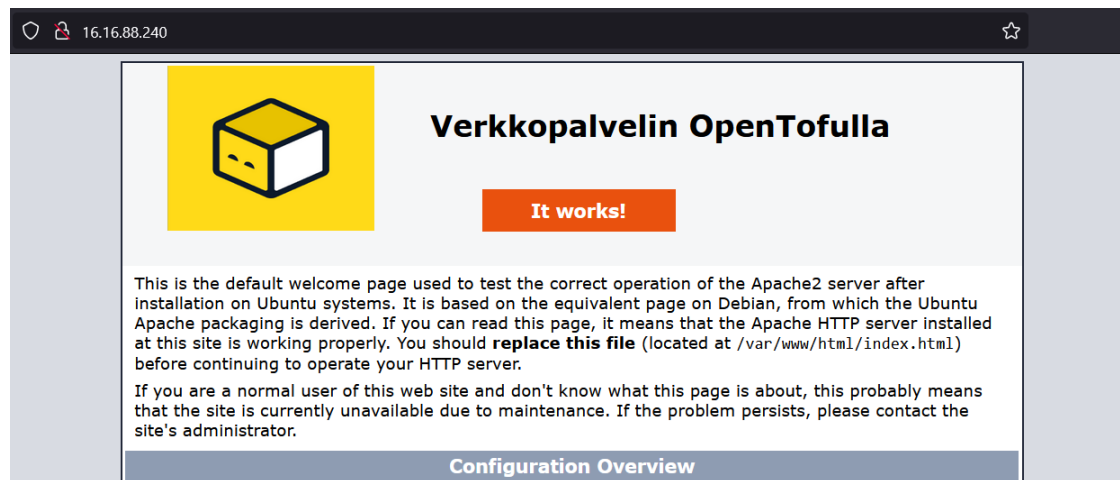 16.16.88.240
Verkkopalvelin OpenTofulla
It works!
This is the default welcome page used to test the correct operation of the Apache2 server after
installation on Ubuntu systems. It is based on the equivalent page on Debian, from which the Ubuntu
Apache packaging is derived. If you can read this page, it means that the Apache HTTP server installed
at this site is working properly. You should replace this file (located at /var/www/html/index.html)
before continuing to operate your HTTP server.
If you are a normal user of this web site and don't know what this page is about, this probably means
that the site is currently unavailable due to maintenance. If the problem persists, please contact the
site's administrator.
Configuration Overview